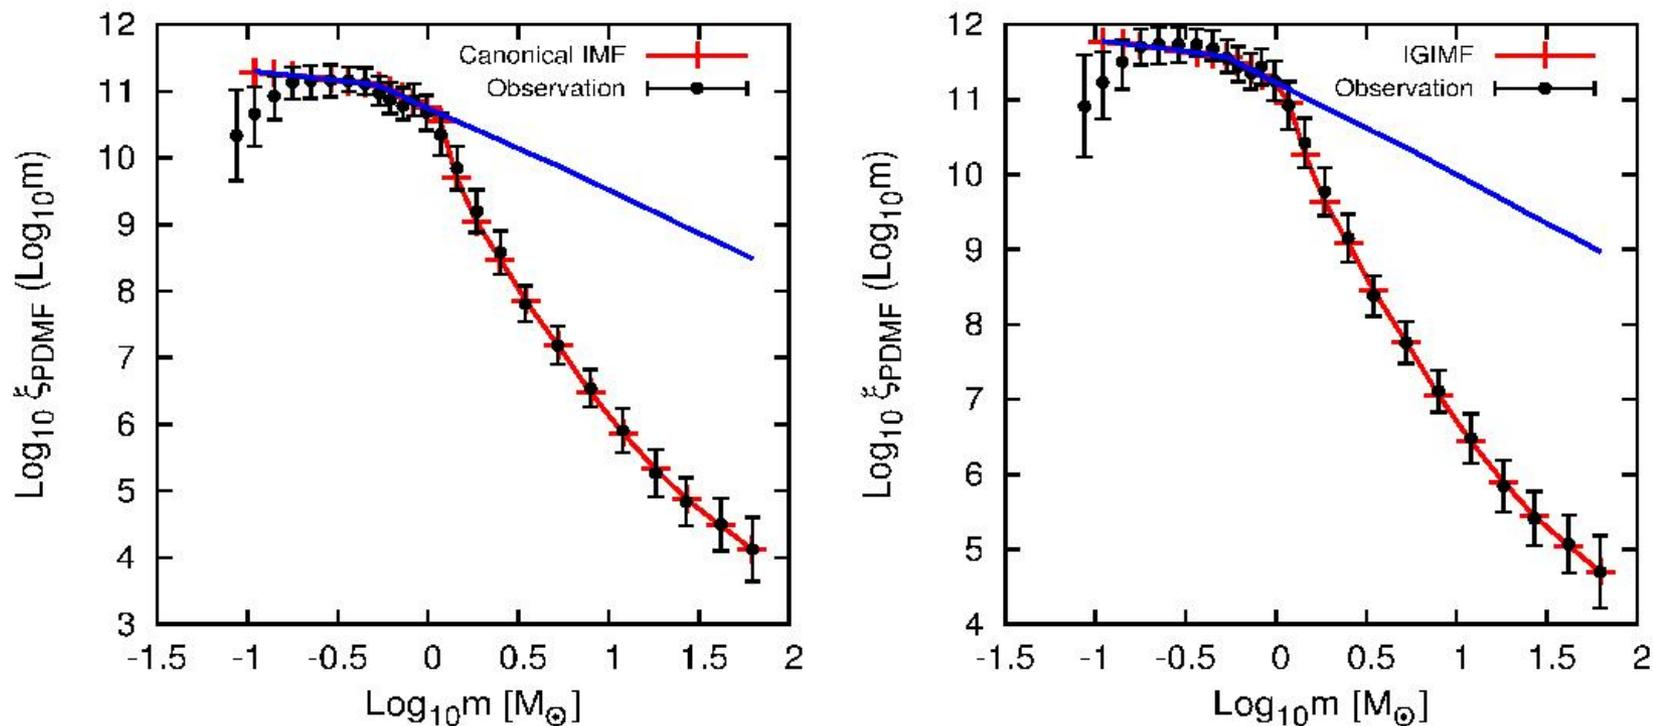 12
11
10
9
8
7
6
5
4
3
-1.5 -1 -0.5 0 0.5 1 1.5 2
Log₁₀m [M☉]
Log₁₀ ξPDMF (Log₁₀m)
Canonical IMF
Observation
12
11
10
9
8
7
6
5
4
-1.5 -1 -0.5 0 0.5 1 1.5 2
Log₁₀m [M☉]
Log₁₀ ξPDMF (Log₁₀m)
IGIMF
Observation